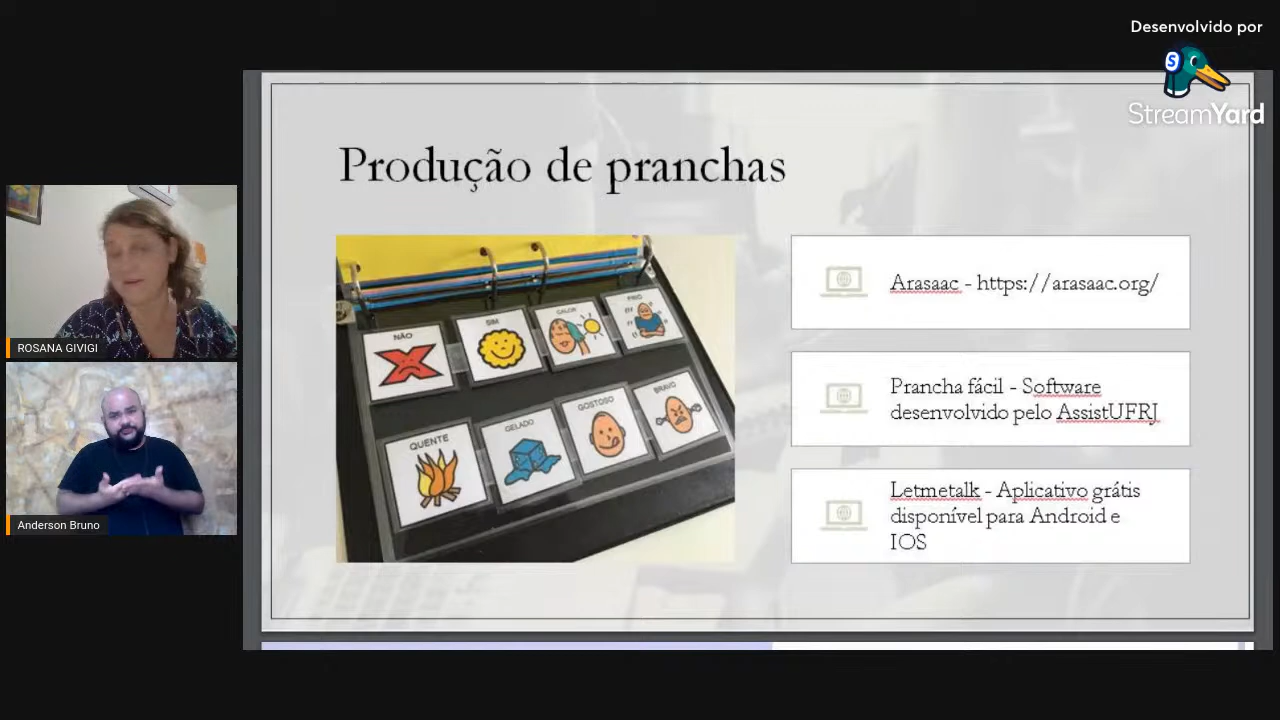 Desenvolvido por
StreamYard
Produção de pranchas
NÃO
SIM
CALOR
FRIO
QUENTE
GELADO
GOSTOSO
BRAVO
Arasaac - https://arasaac.org/
Prancha fácil - Software
desenvolvido pelo AssistUFRJ
Letmetalk - Aplicativo grátis
disponível para Android e
IOS
ROSANA GIVIGI
Anderson Bruno